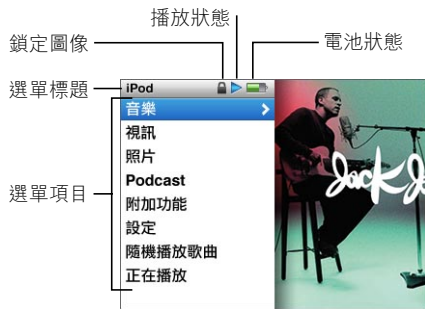 播放狀態
鎖定圖像
電池狀態
選單標題
iPod
音樂
視訊
照片
Podcast
附加功能
設定
隨機播放歌曲
正在播放
選單項目
Jack Jo